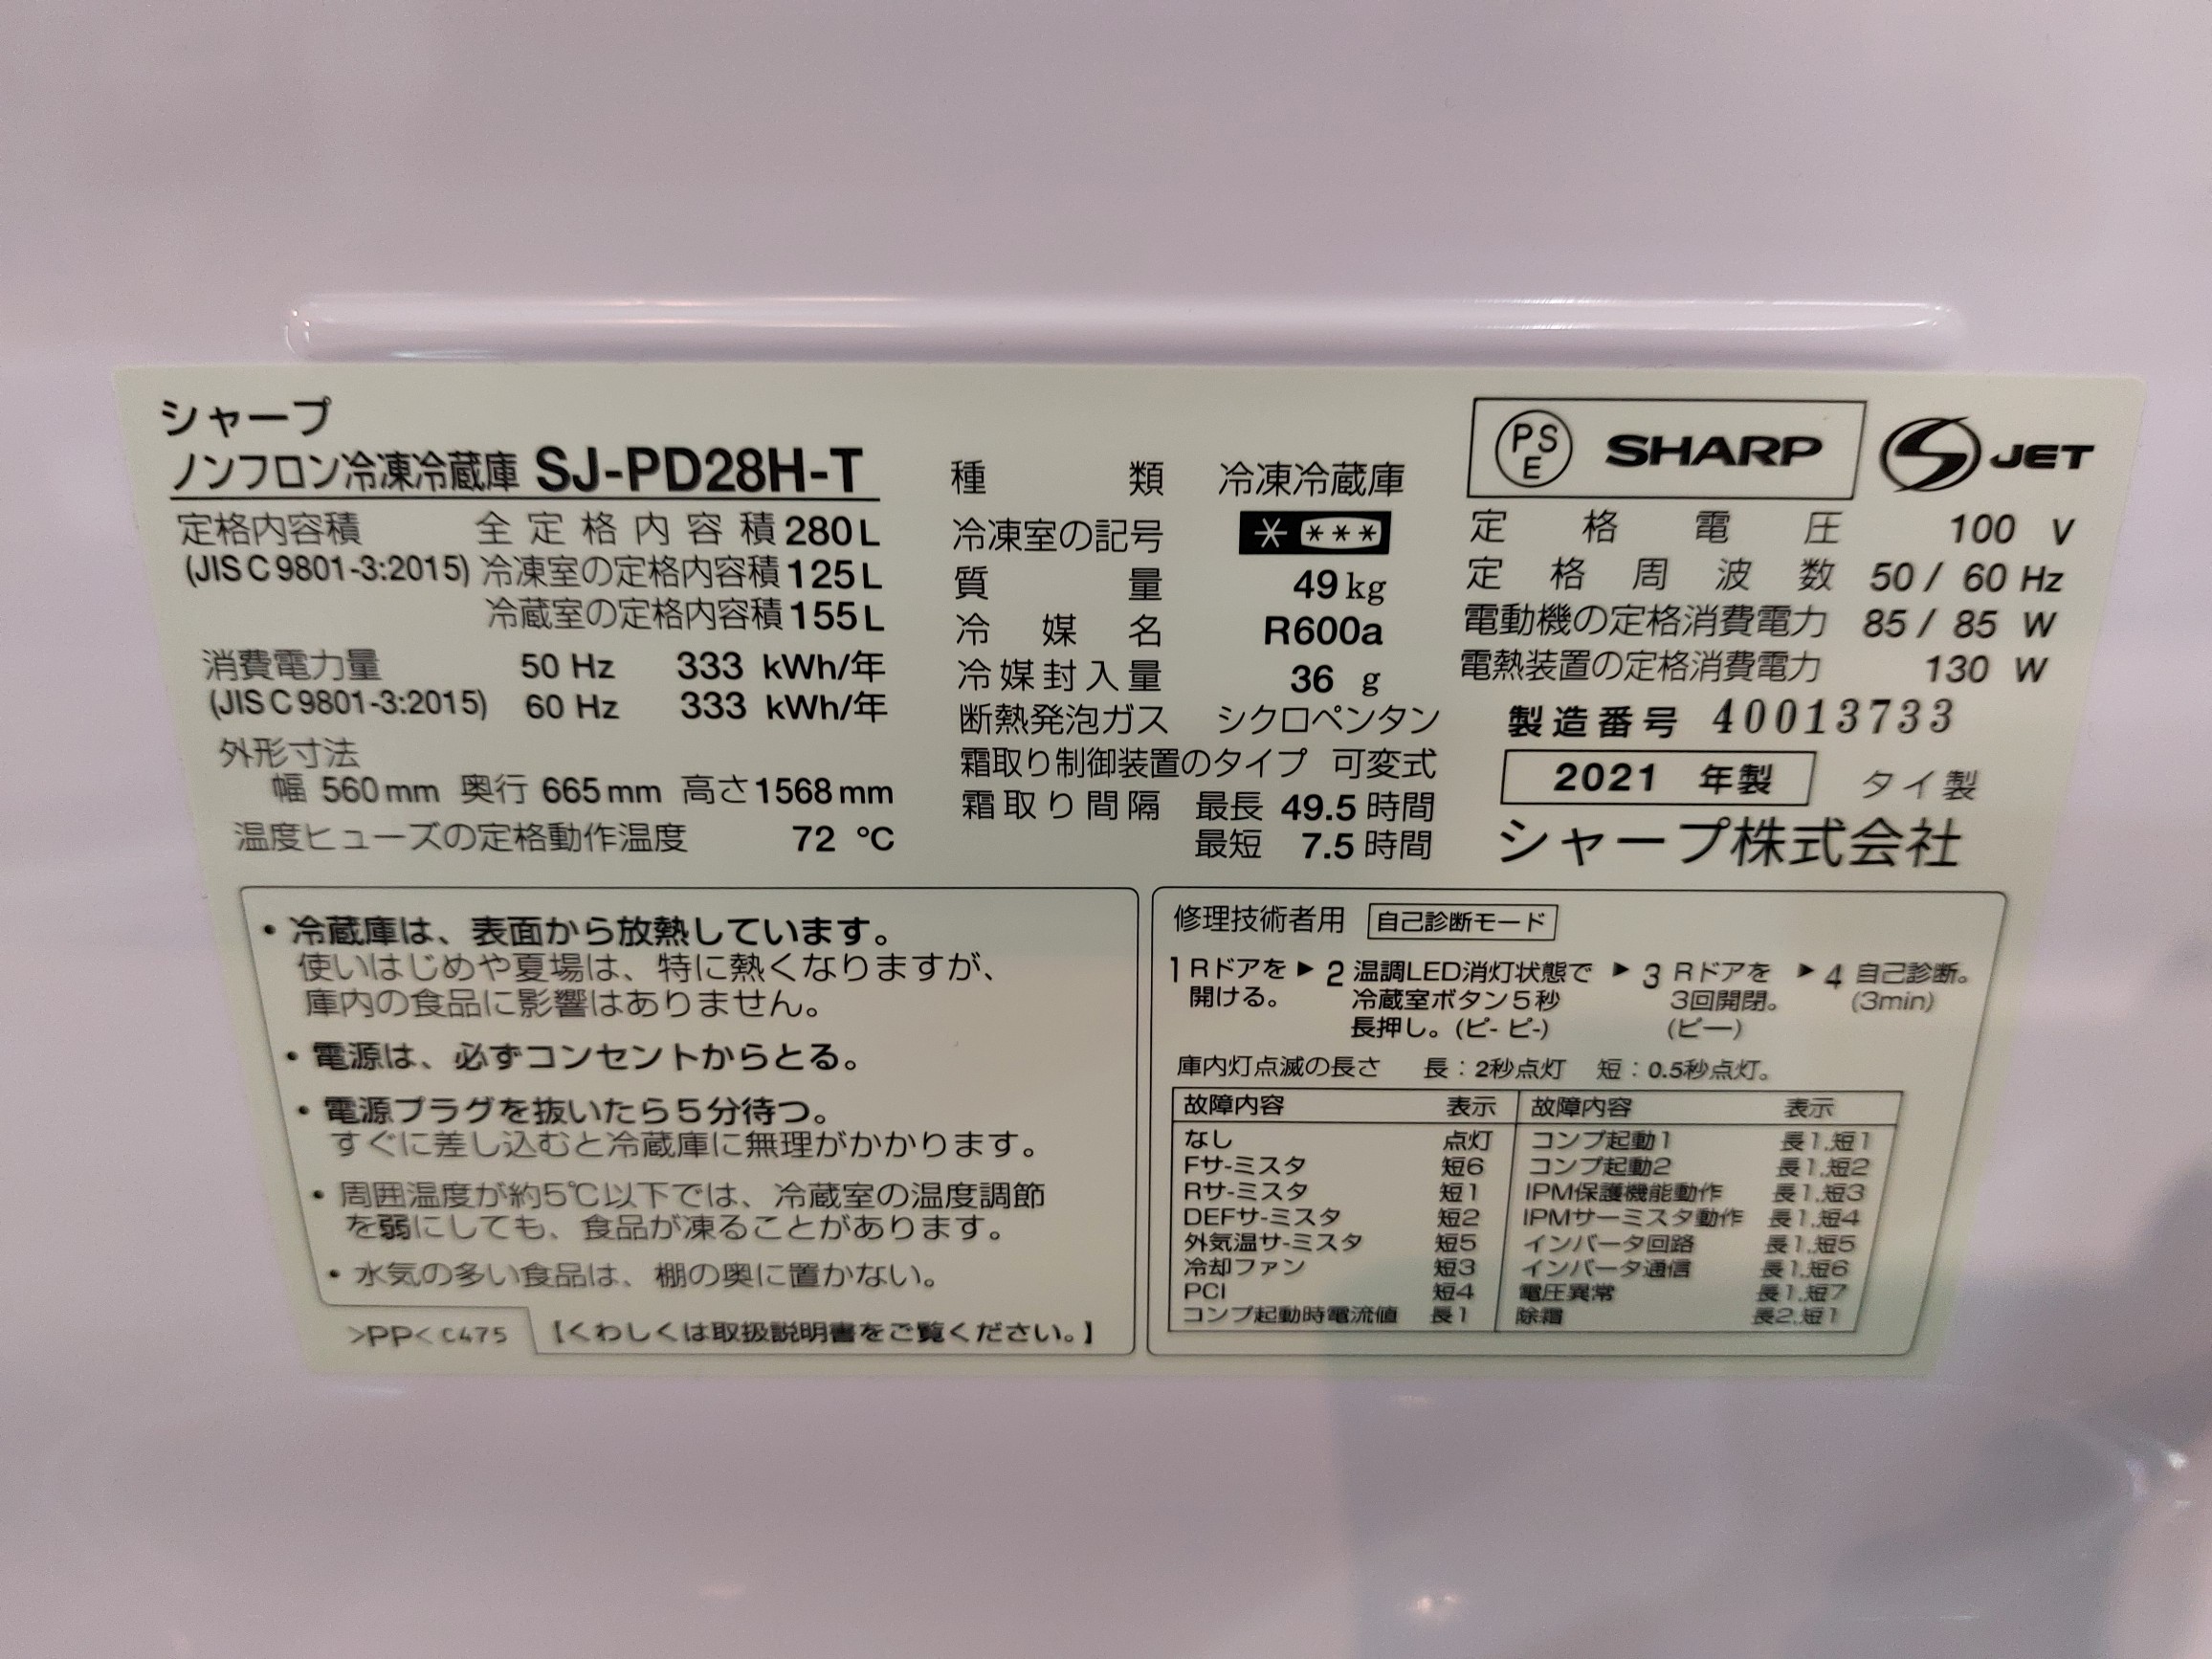 シャープ
ノンフロン冷凍冷蔵庫 SJ-PD28H-T
定格内容積 全定格内容積 280L
(JIS C 9801-3:2015) 冷凍室の定格内容積 125L
冷蔵室の定格内容積 155L
消費電力量 50 Hz 333 kWh/年
(JIS C 9801-3:2015) 60 Hz 333 kWh/年
外形寸法
幅 560mm 奥行 665mm 高さ1568mm
温度ヒューズの定格動作温度 72 ℃
種類 冷凍冷蔵庫
冷凍室の記号 * ***
質量 49kg
冷媒名 R600a
冷媒封入量 36 g
断熱発泡ガス シクロペンタン
霜取り制御装置のタイプ 可変式
霜取り間隔 最長 49.5 時間
最短 7.5 時間
PSE SHARP S JET
定格電圧 100 V
定格周波数 50 / 60 Hz
電動機の定格消費電力 85 / 85 W
電熱装置の定格消費電力 130 W
製造番号 40013733
2021 年製 タイ製
シャープ株式会社
・冷蔵庫は、表面から放熱しています。
使いはじめや夏場は、特に熱くなりますが、
庫内の食品に影響はありません。
・電源は、必ずコンセントからとる。
・電源プラグを抜いたら5分待つ。
すぐに差し込むと冷蔵庫に無理がかかります。
・周囲温度が約5℃以下では、冷蔵室の温度調節
を弱にしても、食品が凍ることがあります。
・水気の多い食品は、棚の奥に置かない。
>PP< C475 【くわしくは取扱説明書をご覧ください。】
修理技術者用 自己診断モード
1 Rドアを ▶ 2 温調LED消灯状態で ▶ 3 Rドアを ▶ 4 自己診断。
開ける。 冷蔵室ボタン5秒 3回開閉。 (3min)
長押し。(ピ- ピ-) (ピー)
庫内灯点滅の長さ 長：2秒点灯 短：0.5秒点灯。
故障内容 表示 故障内容 表示
なし 点灯 コンプ起動1 長1,短1
Fサ-ミスタ 短6 コンプ起動2 長1,短2
Rサ-ミスタ 短1 IPM保護機能動作 長1,短3
DEFサ-ミスタ 短2 IPMサーミスタ動作 長1,短4
外気温サ-ミスタ 短5 インバータ回路 長1,短5
冷却ファン 短3 インバータ通信 長1,短6
PCI 短4 電圧異常 長1,短7
コンプ起動時電流値 長1 除霜 長2,短1